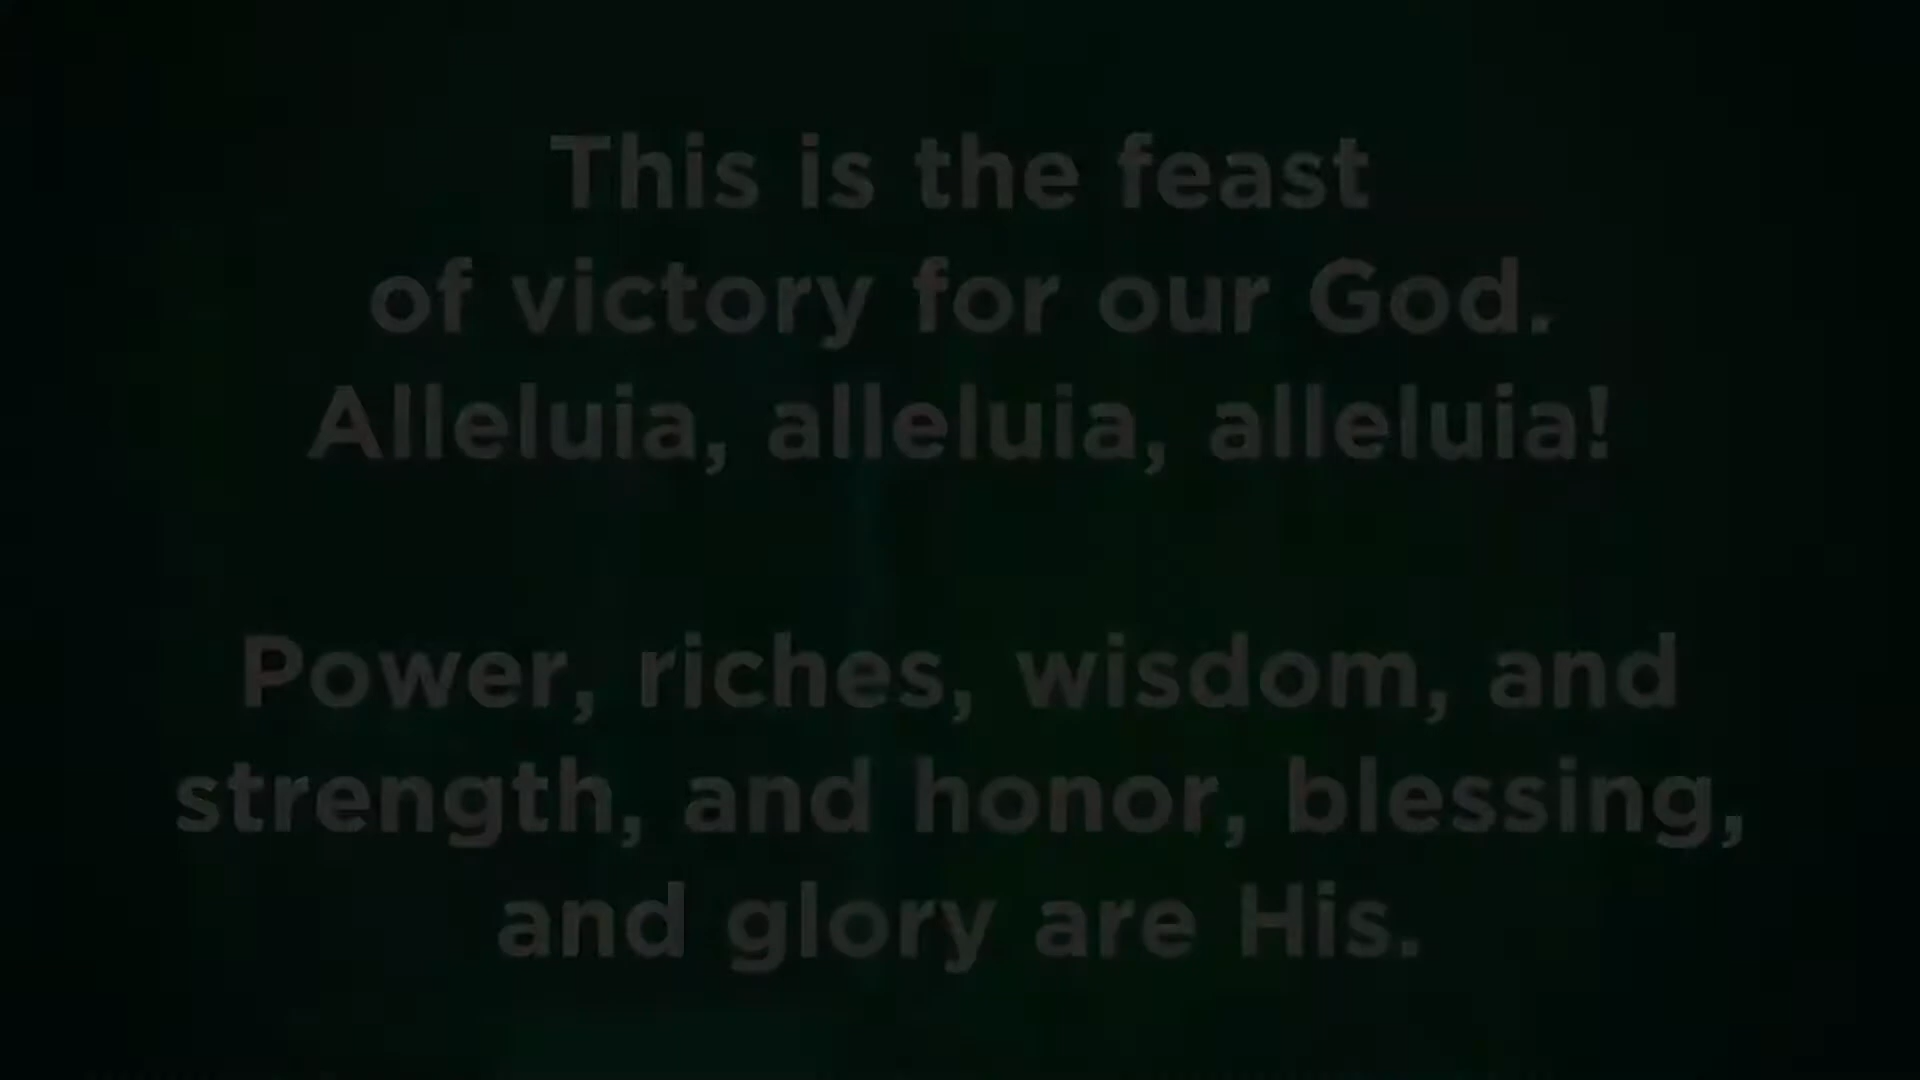 This is the feast
of victory for our God.
Alleluia, alleluia, alleluia!
Power, riches, wisdom, and
strength, and honor, blessing,
and glory are His.